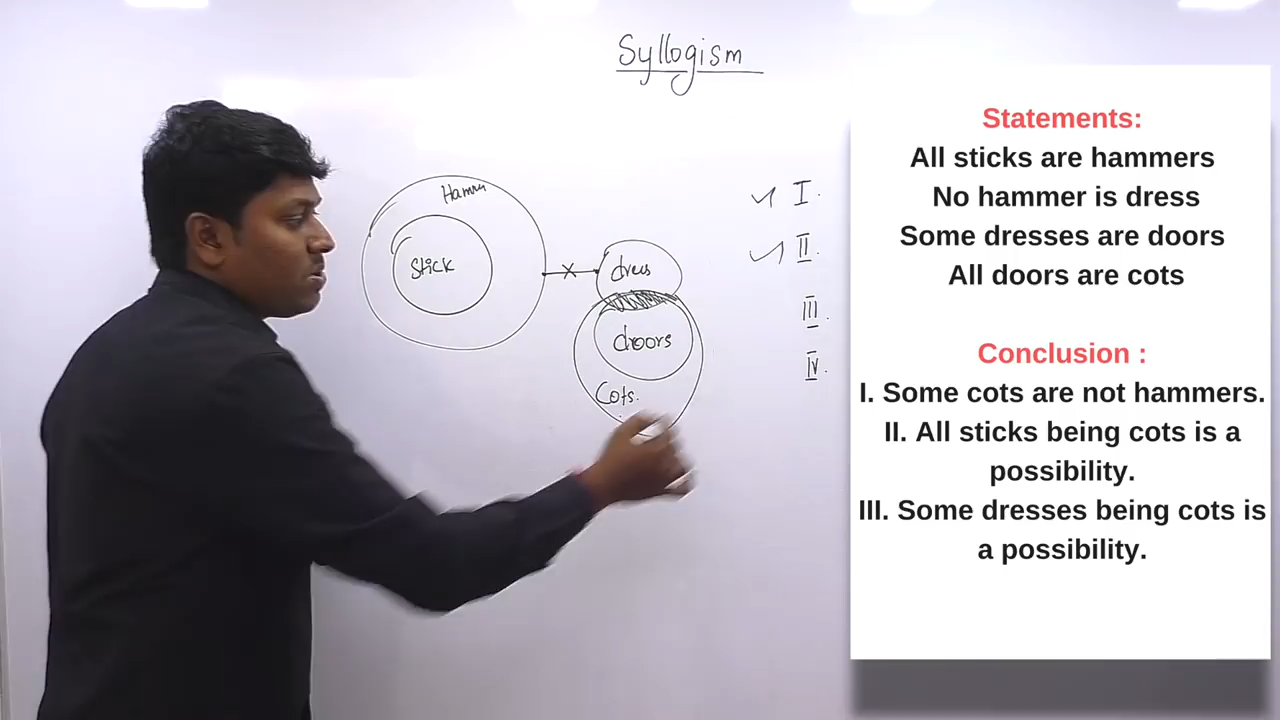 Syllogism
Stick
dress
doors
Cots.
I.
II.
III.
IV.
Statements:
All sticks are hammers
No hammer is dress
Some dresses are doors
All doors are cots
Conclusion :
I. Some cots are not hammers.
II. All sticks being cots is a
possibility.
III. Some dresses being cots is
a possibility.